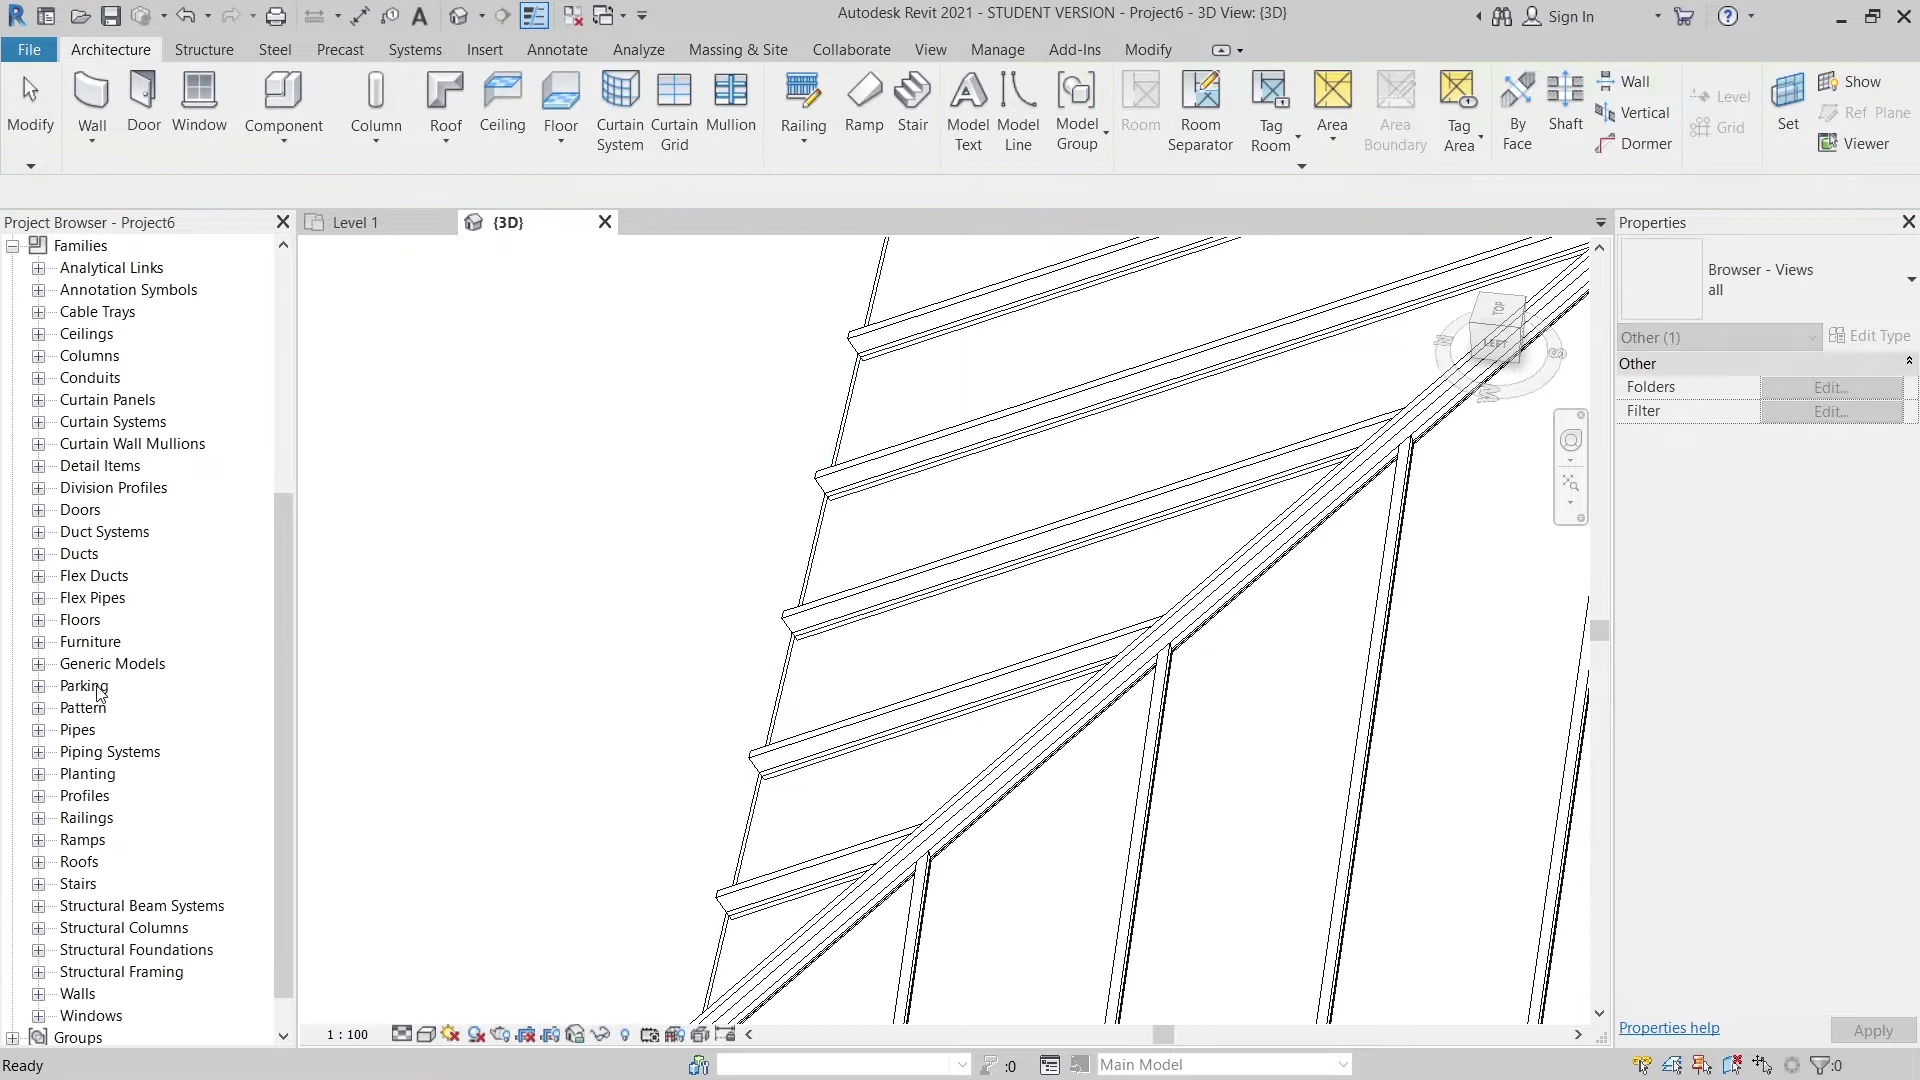 Autodesk Revit 2021 - STUDENT VERSION - Project6 - 3D View: {3D}
Sign In
File Architecture Structure Steel Precast Systems Insert Annotate Analyze Massing & Site Collaborate View Manage Add-Ins Modify
Modify
Wall
Door
Window
Component
Column
Roof
Ceiling
Floor
Curtain System
Curtain Grid
Mullion
Railing
Ramp
Stair
Model Text
Model Line
Model Group
Room
Room Separator
Tag Room
Area
Area Boundary
Tag Area
By Face
Shaft
Wall
Vertical
Dormer
Level
Grid
Set
Show
Ref Plane
Viewer
Project Browser - Project6
Level 1
{3D}
Properties
Families
Analytical Links
Annotation Symbols
Cable Trays
Ceilings
Columns
Conduits
Curtain Panels
Curtain Systems
Curtain Wall Mullions
Detail Items
Division Profiles
Doors
Duct Systems
Ducts
Flex Ducts
Flex Pipes
Floors
Furniture
Generic Models
Parking
Pattern
Pipes
Piping Systems
Planting
Profiles
Railings
Ramps
Roofs
Stairs
Structural Beam Systems
Structural Columns
Structural Foundations
Structural Framing
Walls
Windows
Groups
TOP
LEFT
Browser - Views
all
Other (1)
Edit Type
Other
Folders Edit...
Filter Edit...
Properties help
Apply
1 : 100
Ready
:0
Main Model
:0